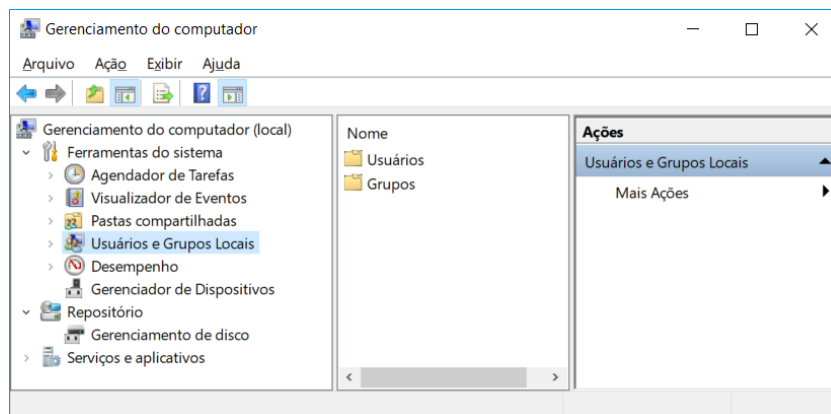 Gerenciamento do computador
Arquivo Ação Exibir Ajuda
Gerenciamento do computador (local)
Ferramentas do sistema
Agendador de Tarefas
Visualizador de Eventos
Pastas compartilhadas
Usuários e Grupos Locais
Desempenho
Gerenciador de Dispositivos
Repositório
Gerenciamento de disco
Serviços e aplicativos
Nome
Usuários
Grupos
Ações
Usuários e Grupos Locais
Mais Ações